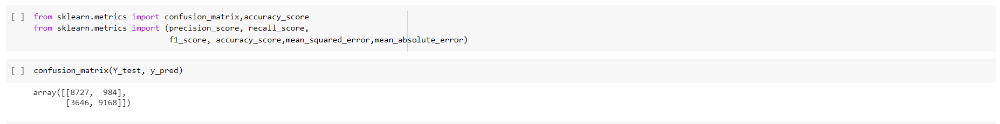 [ ] from sklearn.metrics import confusion_matrix,accuracy_score
from sklearn.metrics import (precision_score, recall_score,
f1_score, accuracy_score,mean_squared_error,mean_absolute_error)
[ ] confusion_matrix(Y_test, y_pred)
array([[8727,  984],
[3646, 9168]])